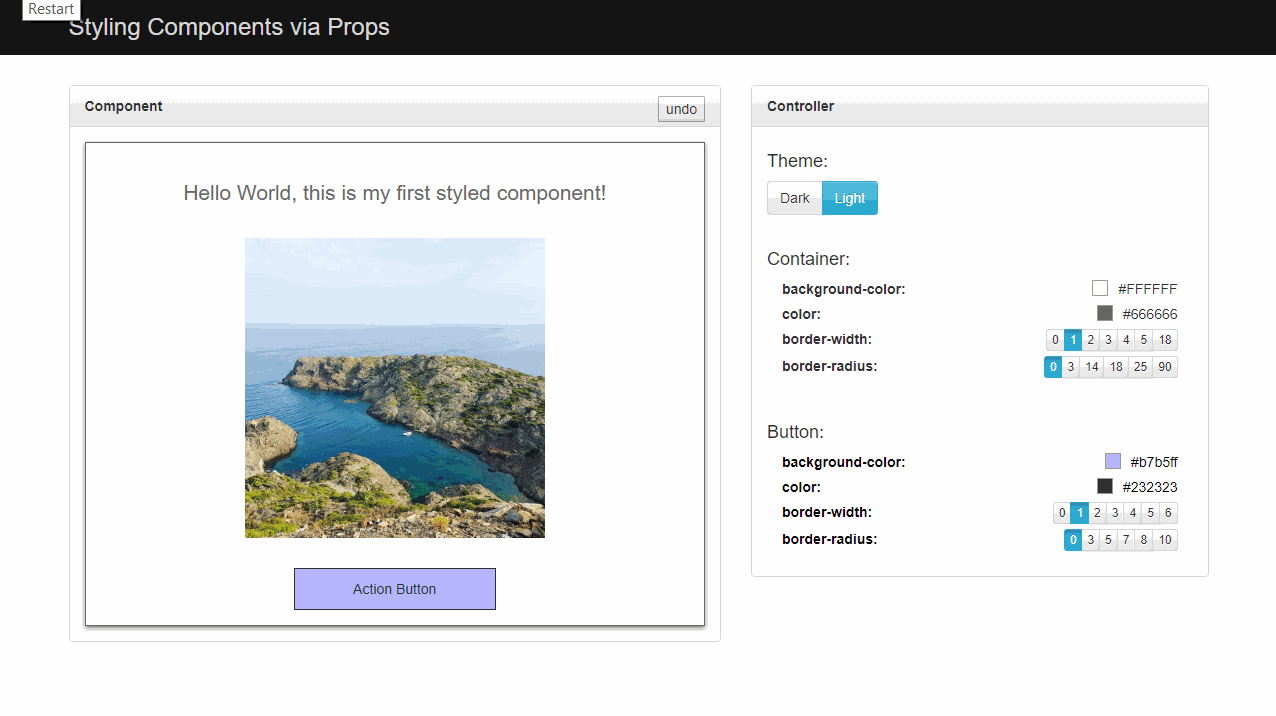 Restart
Styling Components via Props
Component
undo
Hello World, this is my first styled component!
Action Button
Controller
Theme:
Dark Light
Container:
background-color: #FFFFFF
color: #666666
border-width: 0 1 2 3 4 5 18
border-radius: 0 3 14 18 25 90
Button:
background-color: #b7b5ff
color: #232323
border-width: 0 1 2 3 4 5 6
border-radius: 0 3 5 7 8 10